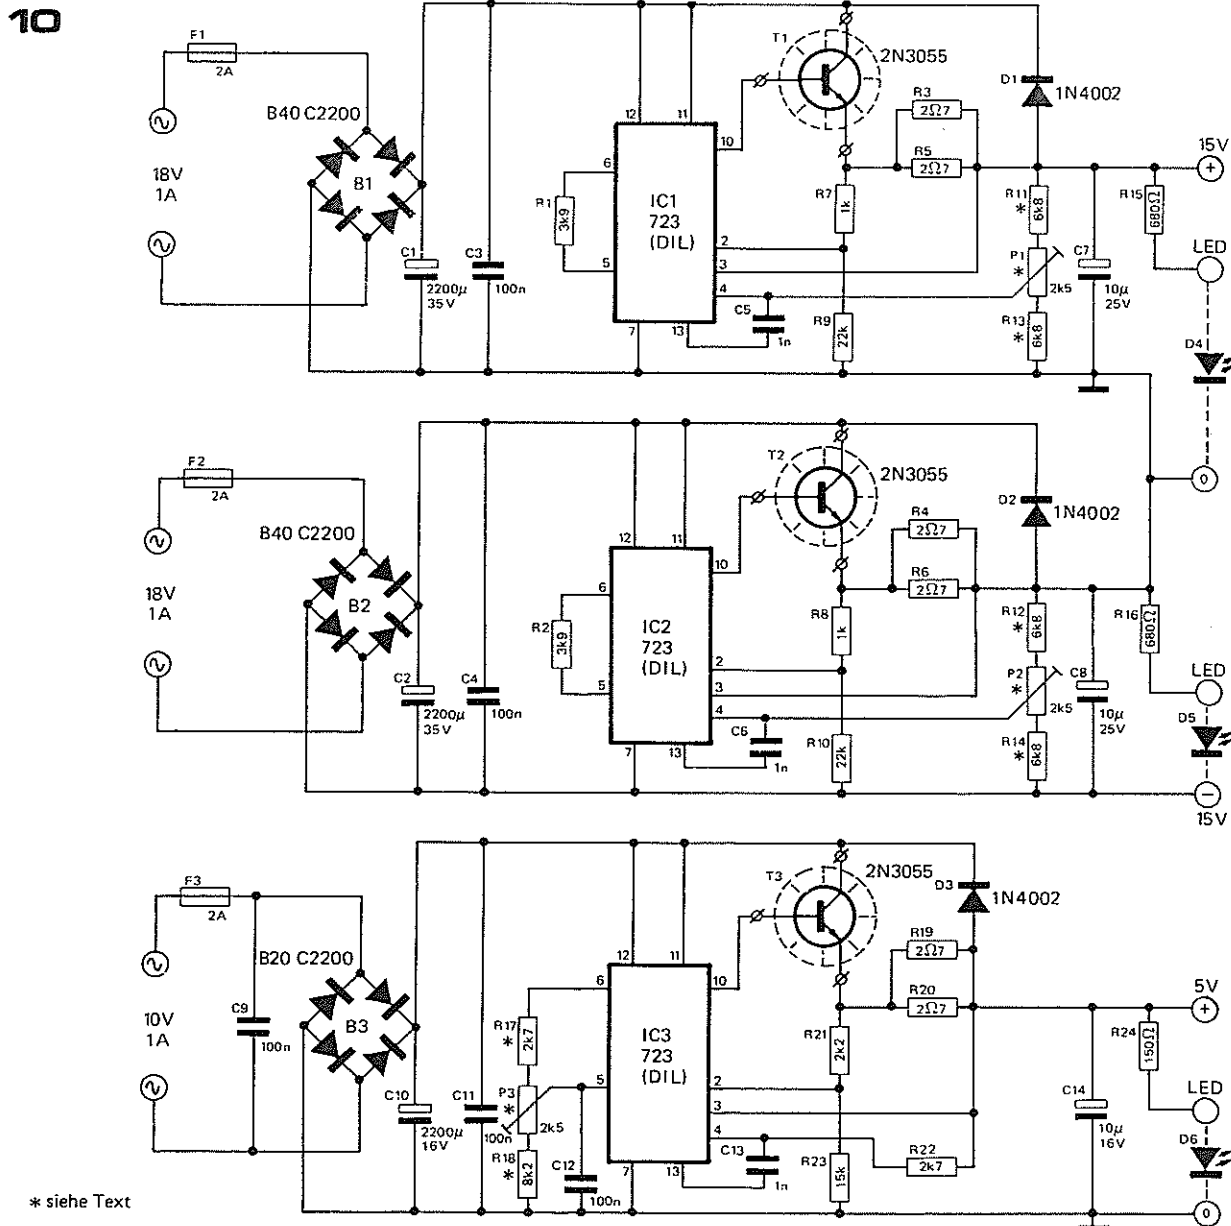 10
F1
2A
18V
1A
B40 C2200
B1
C1
2200µ
35V
C3
100n
R1
3k9
IC1
723
(DIL)
12
11
10
6
5
2
3
4
7
13
C5
1n
T1
2N3055
R3
2Ω7
R5
2Ω7
R7
1k
R9
22k
D1
1N4002
R11
*
6k8
P1
*
2k5
R13
*
6k8
C7
10µ
25V
R15
680Ω
15V
+
LED
D4
0
F2
2A
18V
1A
B40 C2200
B2
C2
2200µ
35V
C4
100n
R2
3k9
IC2
723
(DIL)
12
11
10
6
5
2
3
4
7
13
C6
1n
T2
2N3055
R4
2Ω7
R6
2Ω7
R8
1k
R10
22k
D2
1N4002
R12
*
6k8
P2
*
2k5
R14
*
6k8
C8
10µ
25V
R16
680Ω
LED
D5
−
15V
F3
2A
10V
1A
C9
100n
B20 C2200
B3
C10
2200µ
16V
C11
100n
R17
*
2k7
P3
*
2k5
R18
*
8k2
C12
100n
IC3
723
(DIL)
12
11
10
6
5
2
3
4
7
13
C13
1n
T3
2N3055
R19
2Ω7
R20
2Ω7
R21
2k2
R22
2k7
R23
15k
D3
1N4002
C14
10µ
16V
R24
150Ω
5V
+
LED
D6
0
* siehe Text